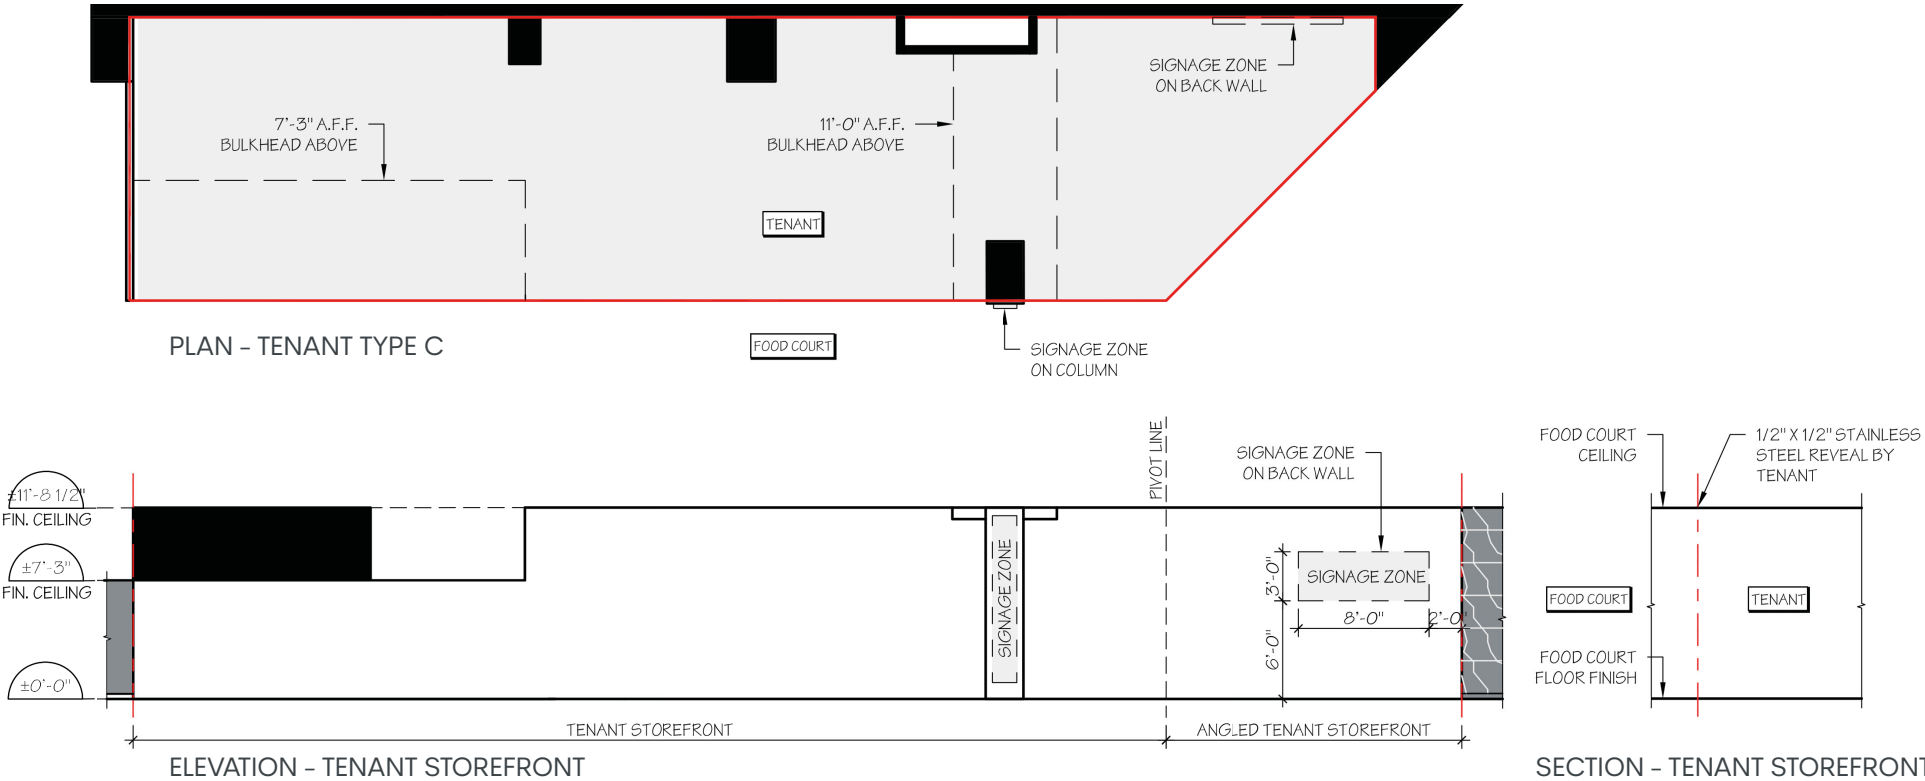 SIGNAGE ZONE
ON BACK WALL
7'-3" A.F.F.
BULKHEAD ABOVE
11'-0" A.F.F.
BULKHEAD ABOVE
TENANT
PLAN - TENANT TYPE C
FOOD COURT
SIGNAGE ZONE
ON COLUMN
PIVOT LINE
SIGNAGE ZONE
ON BACK WALL
FOOD COURT
CEILING
1/2" X 1/2" STAINLESS
STEEL REVEAL BY
TENANT
±11'-8 1/2"
FIN. CEILING
±7'-3"
FIN. CEILING
±0'-0"
SIGNAGE ZONE
3'-0"
SIGNAGE ZONE
8'-0"
2'-0"
6'-0"
FOOD COURT
TENANT
FOOD COURT
FLOOR FINISH
TENANT STOREFRONT
ANGLED TENANT STOREFRONT
ELEVATION - TENANT STOREFRONT
SECTION - TENANT STOREFRONT